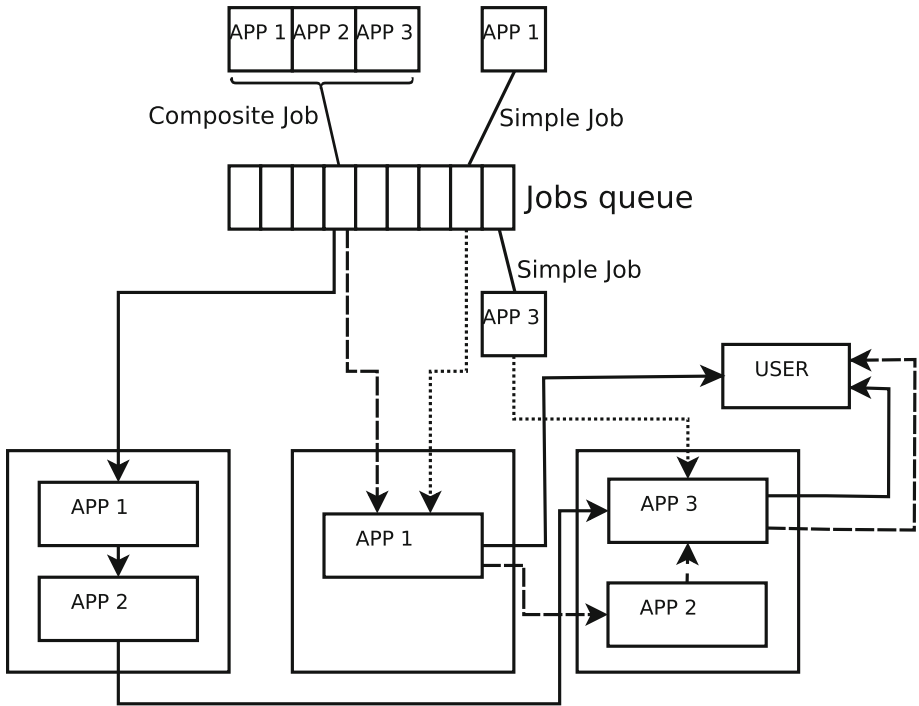 APP 1 APP 2 APP 3 APP 1
Composite Job
Simple Job
Jobs queue
Simple Job
APP 3
USER
APP 1
APP 2
APP 1
APP 3
APP 2